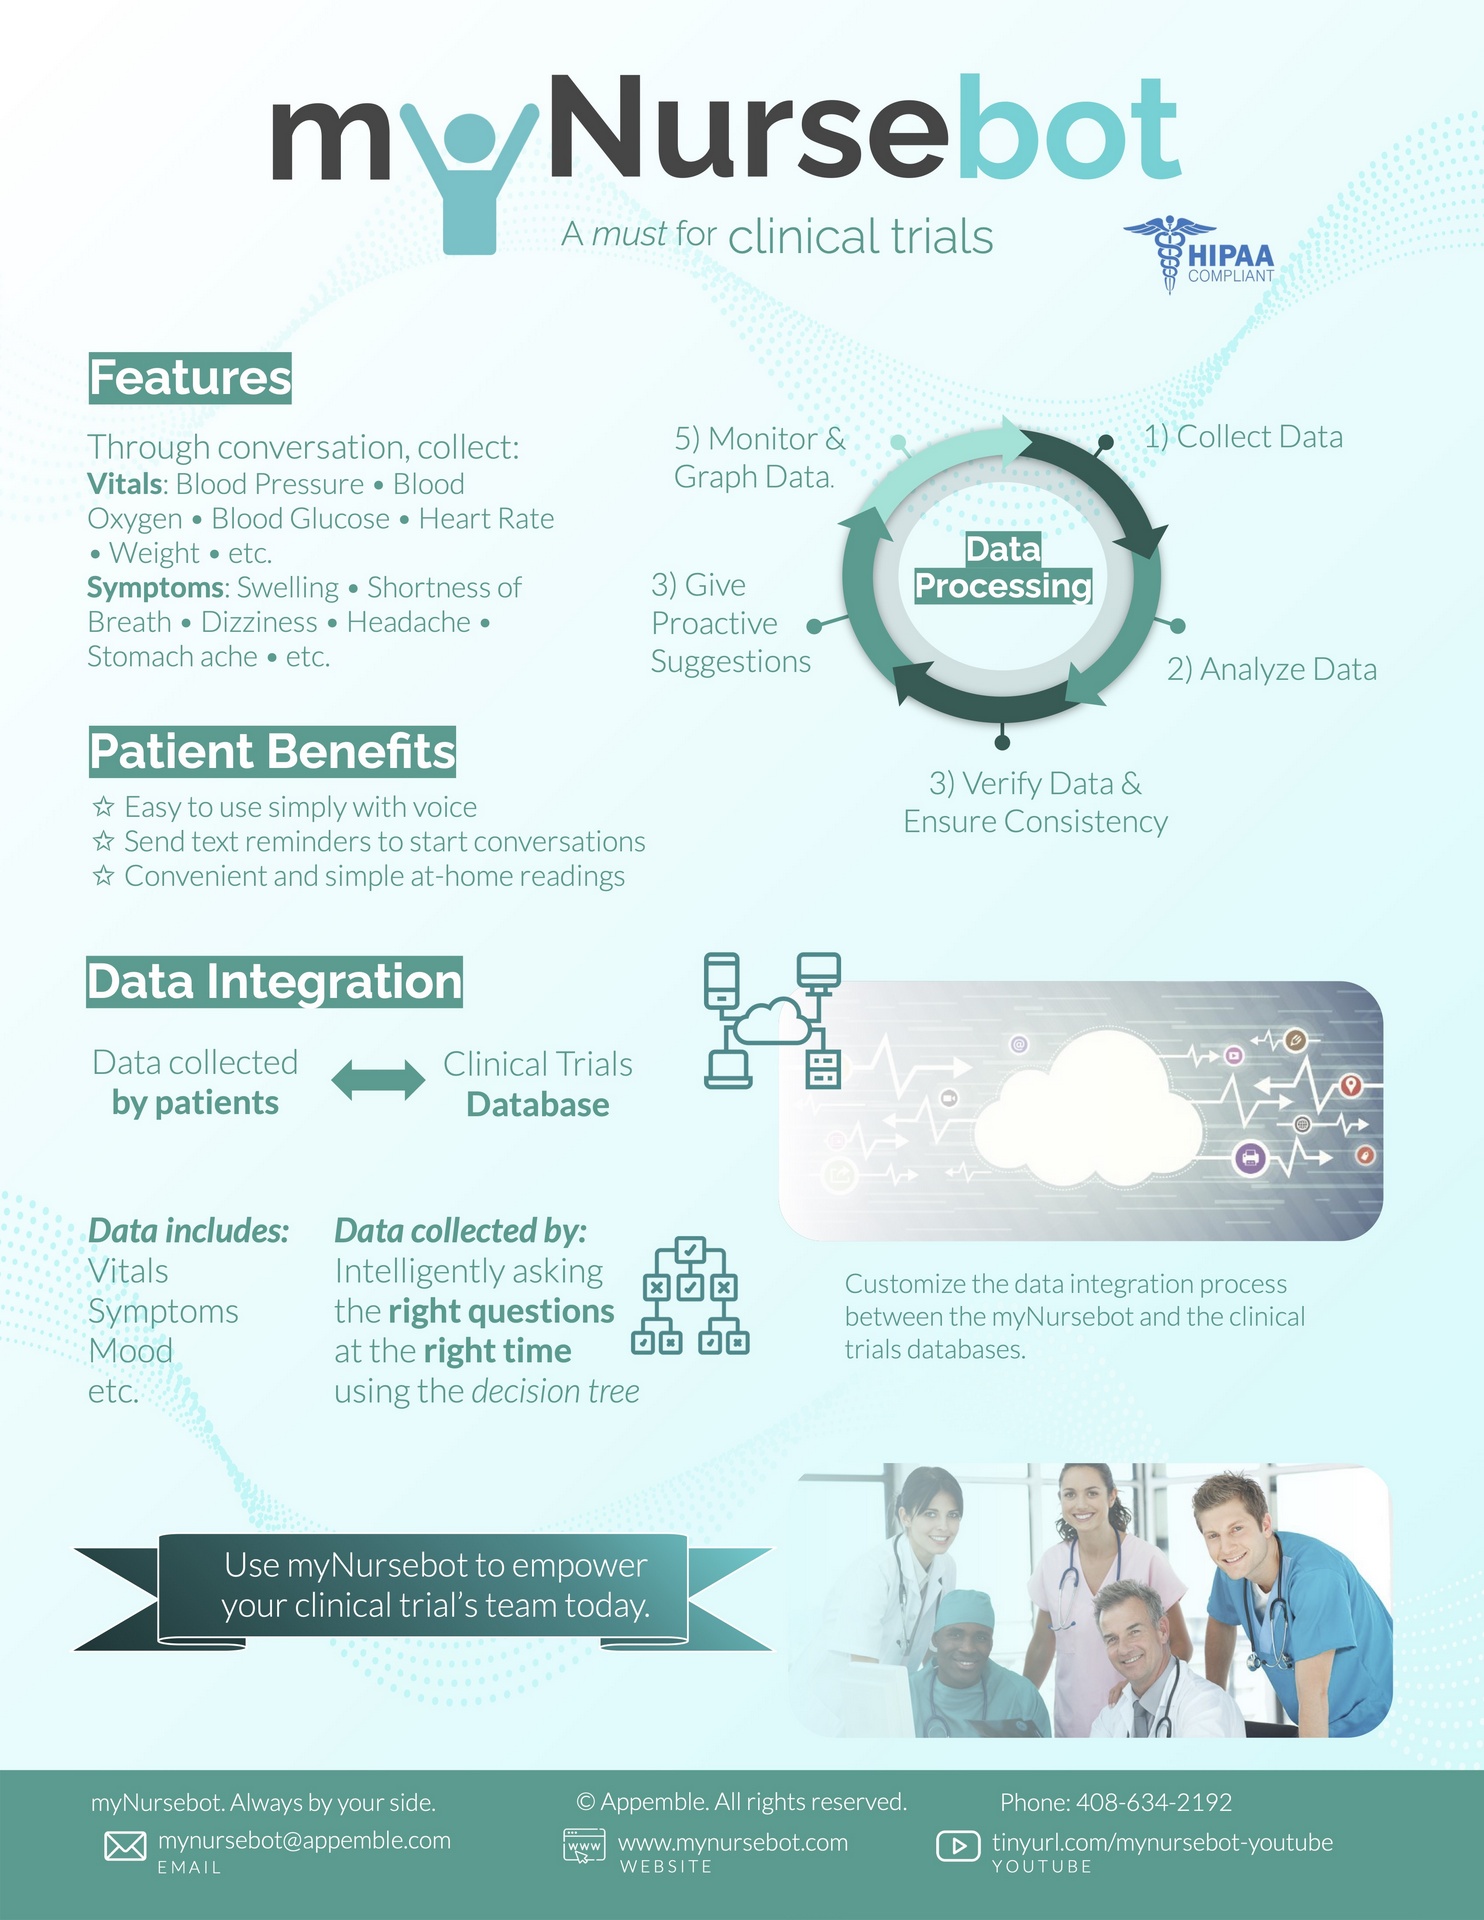 myNursebot
A must for clinical trials
HIPAA
COMPLIANT
Features
Through conversation, collect:
Vitals: Blood Pressure • Blood
Oxygen • Blood Glucose • Heart Rate
• Weight • etc.
Symptoms: Swelling • Shortness of
Breath • Dizziness • Headache •
Stomach ache • etc.
Data
Processing
1) Collect Data
2) Analyze Data
3) Verify Data &
Ensure Consistency
3) Give
Proactive
Suggestions
5) Monitor &
Graph Data.
Patient Benefits
☆ Easy to use simply with voice
☆ Send text reminders to start conversations
☆ Convenient and simple at-home readings
Data Integration
Data collected
by patients
Clinical Trials
Database
Data includes:
Vitals
Symptoms
Mood
etc.
Data collected by:
Intelligently asking
the right questions
at the right time
using the decision tree
Customize the data integration process
between the myNursebot and the clinical
trials databases.
Use myNursebot to empower
your clinical trial's team today.
myNursebot. Always by your side.
mynursebot@appemble.com
EMAIL
© Appemble. All rights reserved.
www
www.mynursebot.com
WEBSITE
Phone: 408-634-2192
tinyurl.com/mynursebot-youtube
YOUTUBE